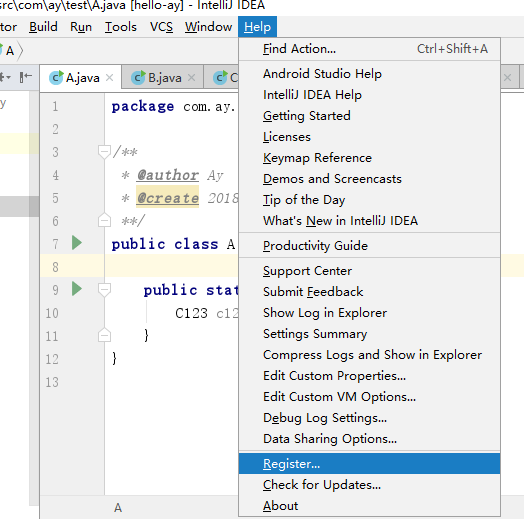 src\com\ay\test\A.java [hello-ay] - IntelliJ IDEA
tor Build Run Tools VCS Window Help
A
A.java B.java C
Find Action... Ctrl+Shift+A
Android Studio Help
IntelliJ IDEA Help
Getting Started
Licenses
Keymap Reference
Demos and Screencasts
Tip of the Day
What's New in IntelliJ IDEA
Productivity Guide
Support Center
Submit Feedback
Show Log in Explorer
Settings Summary
Compress Logs and Show in Explorer
Edit Custom Properties...
Edit Custom VM Options...
Debug Log Settings...
Data Sharing Options...
Register...
Check for Updates...
About
y
1 package com.ay.
2
3 /**
4 * @author Ay
5 * @create 2018
6 **/
7 public class A
8
9 public stat
10 C123 c12
11 }
12 }
13
A